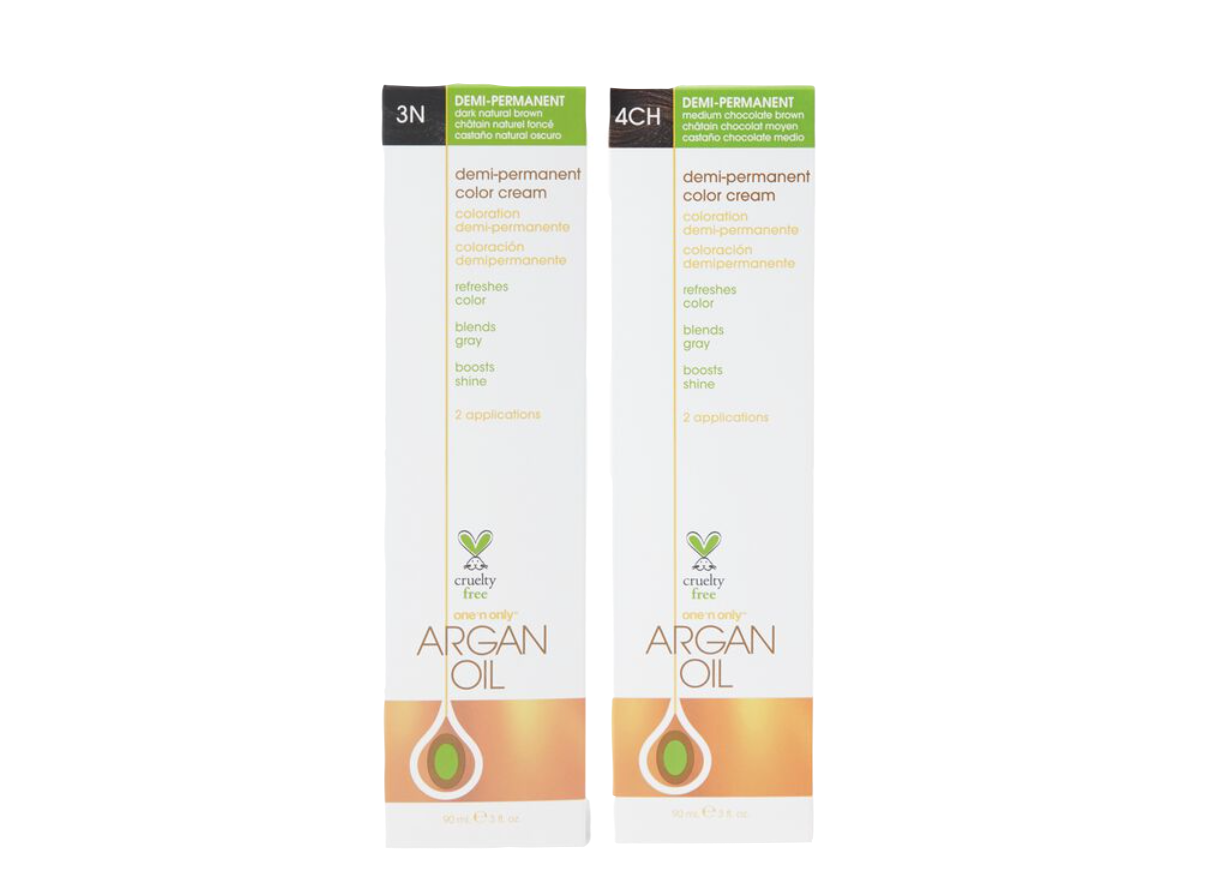 3N
DEMI-PERMANENT
dark natural brown
châtain naturel foncé
castaño natural oscuro
demi-permanent
color cream
coloration
demi-permanente
coloración
demipermanente
refreshes
color
blends
gray
boosts
shine
2 applications
cruelty
free
one 'n only™
ARGAN
OIL
90 mL ℮ 3 fl. oz.
4CH
DEMI-PERMANENT
medium chocolate brown
châtain chocolat moyen
castaño chocolate medio
demi-permanent
color cream
coloration
demi-permanente
coloración
demipermanente
refreshes
color
blends
gray
boosts
shine
2 applications
cruelty
free
one 'n only™
ARGAN
OIL
90 mL ℮ 3 fl. oz.